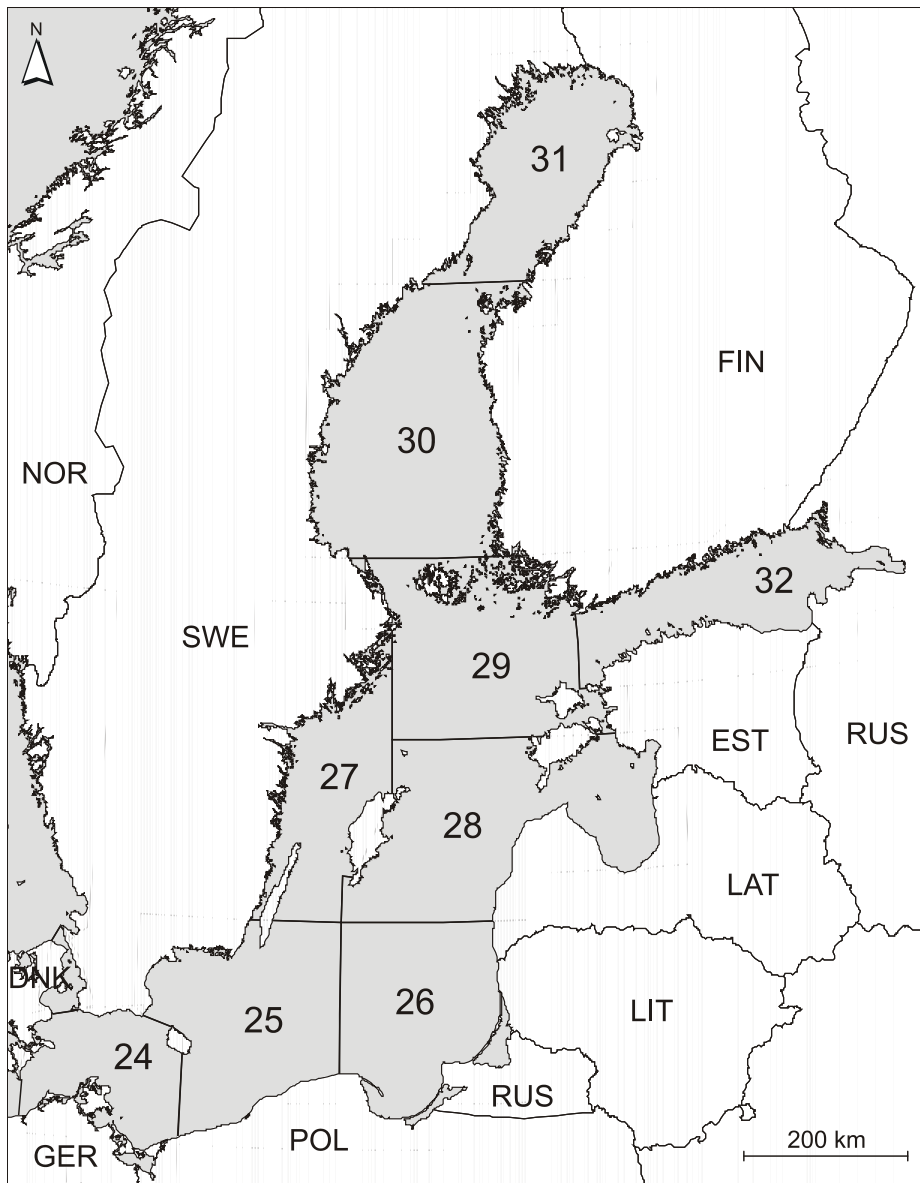 N
31
FIN
30
NOR
32
SWE
29
EST
RUS
27
28
LAT
DNK
26
LIT
25
24
RUS
200 km
POL
GER